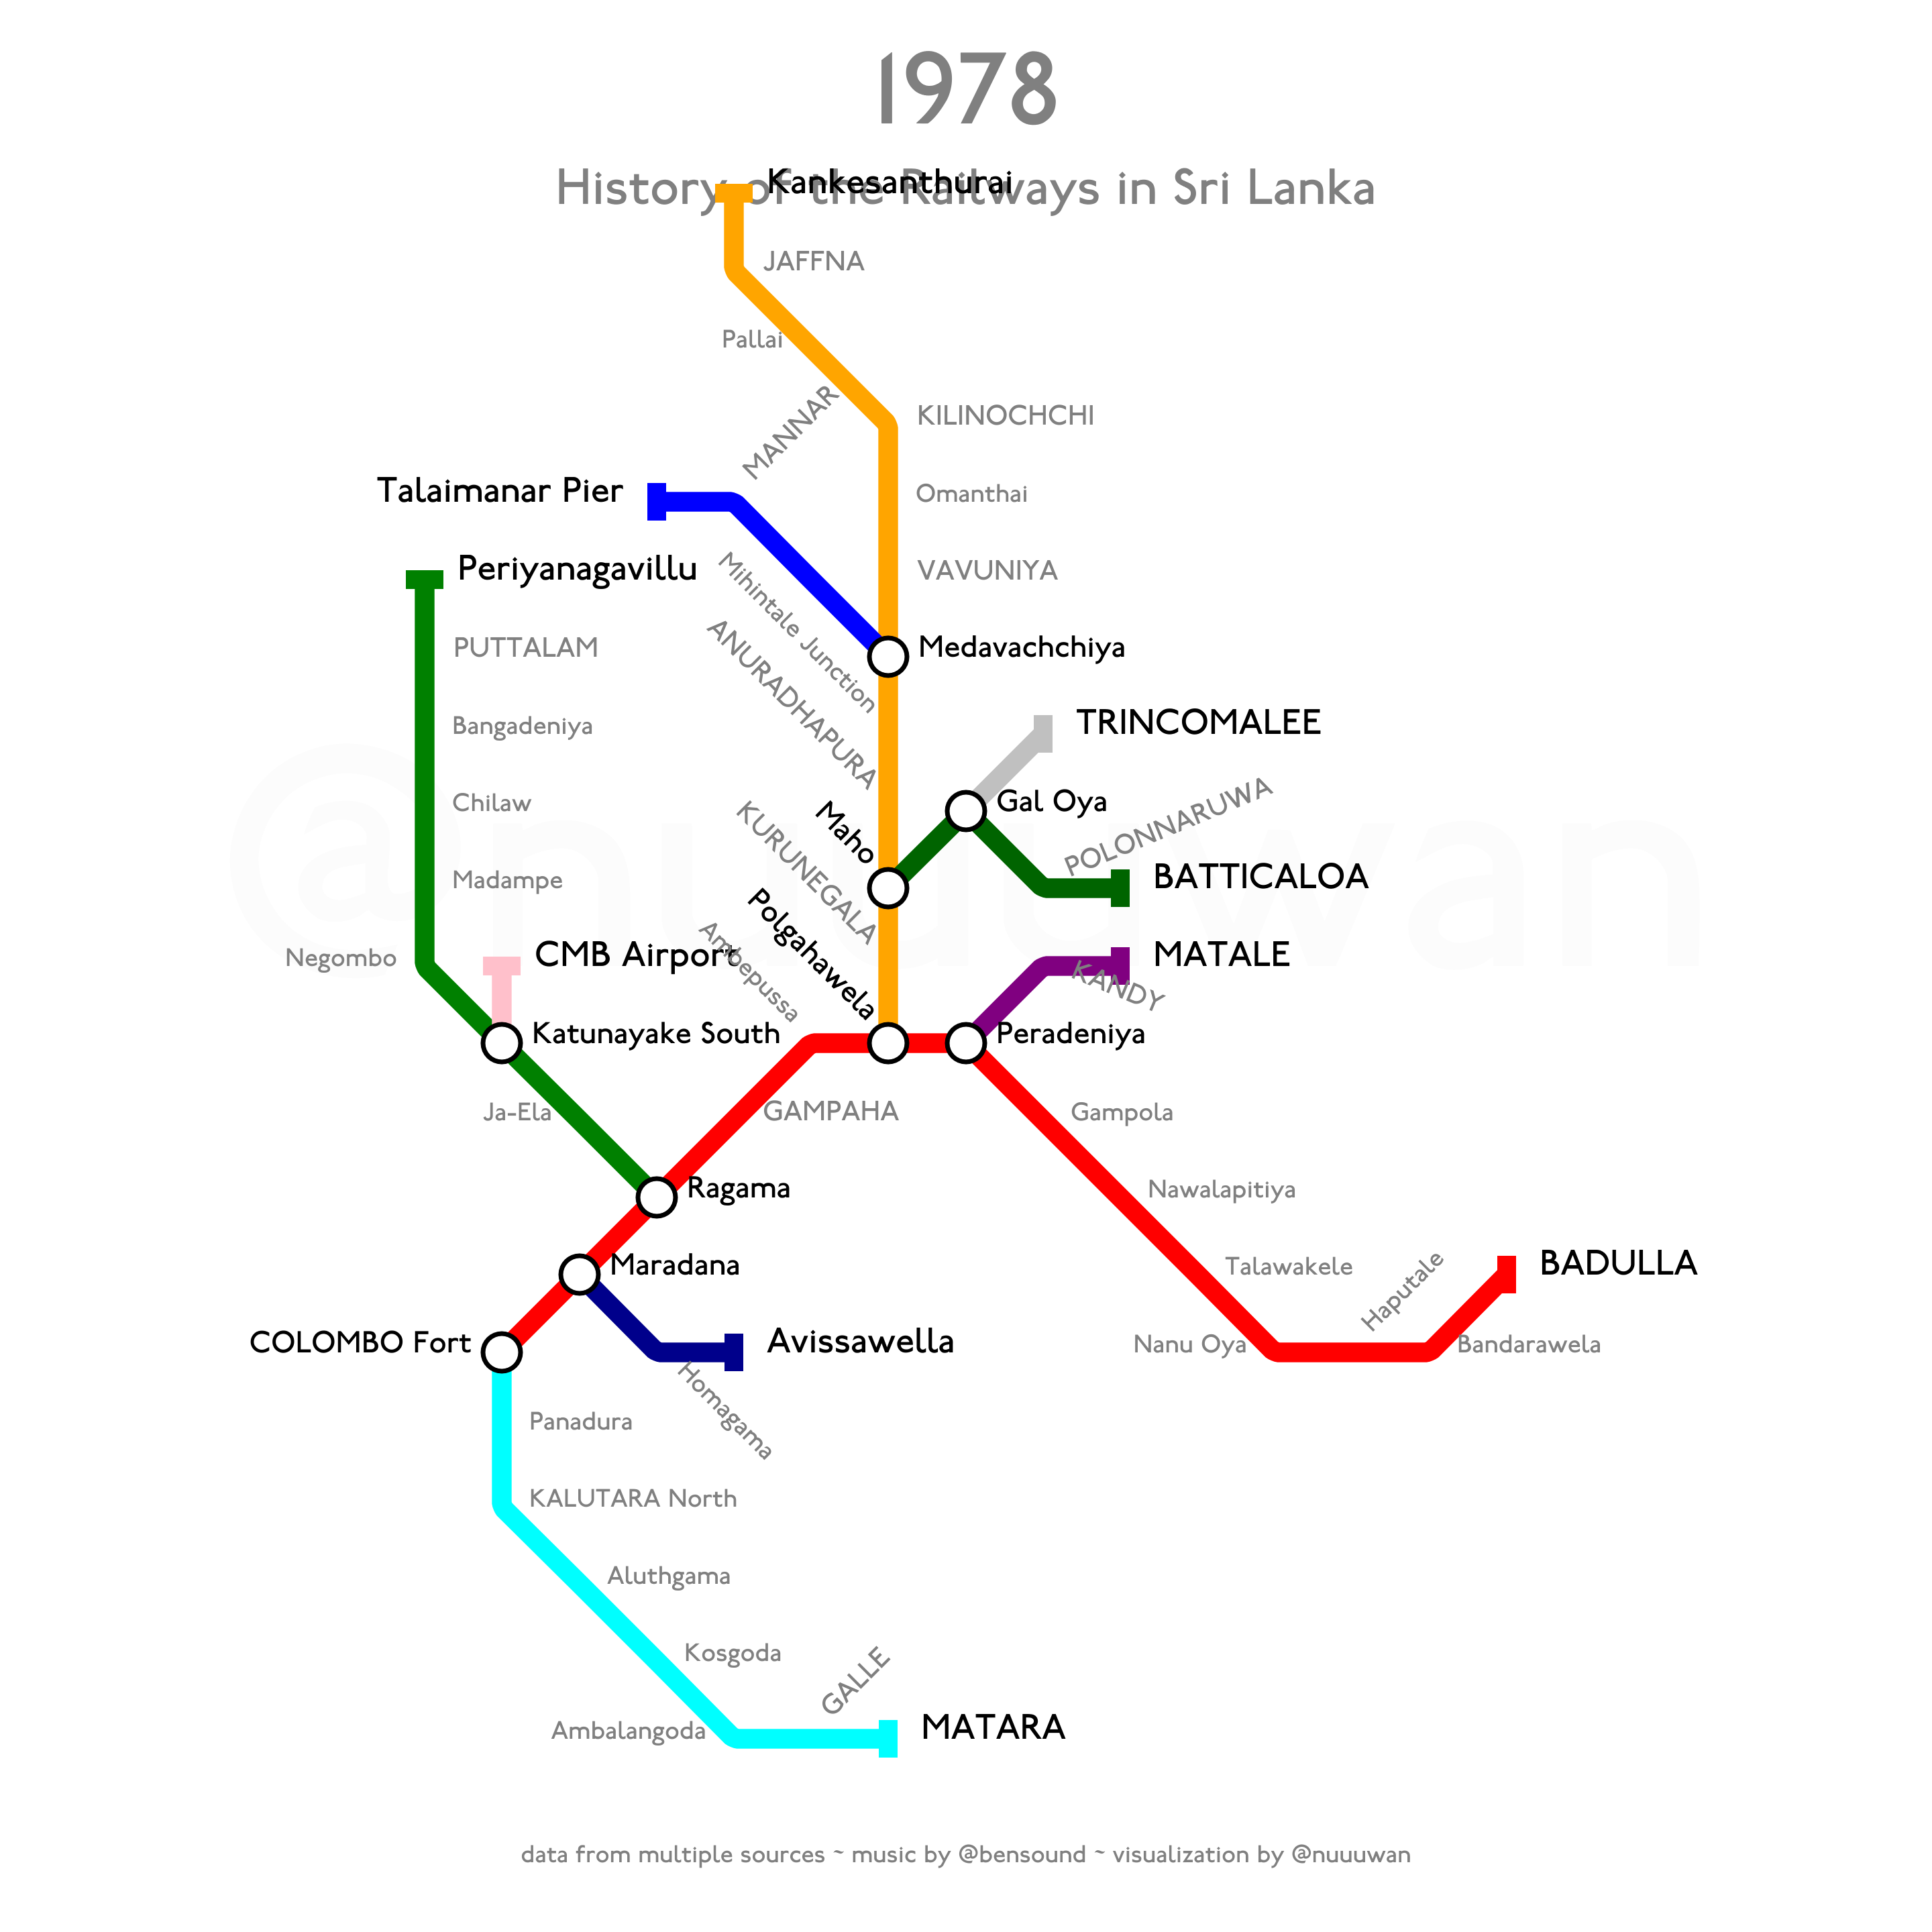 1978
History of the Railways in Sri Lanka
Kankesanthurai
JAFFNA
Pallai
MANNAR
KILINOCHCHI
Talaimanar Pier
Omanthai
Periyanagavillu
Mihintale Junction
VAVUNIYA
PUTTALAM
ANURADHAPURA
Medavachchiya
Bangadeniya
TRINCOMALEE
Chilaw
KURUNEGALA
Maho
Gal Oya
POLONNARUWA
Madampe
Polgahawela
BATTICALOA
Negombo
CMB Airport
Ambepussa
MATALE
KANDY
Katunayake South
Peradeniya
Ja-Ela
GAMPAHA
Gampola
Ragama
Nawalapitiya
Maradana
Talawakele
Haputale
BADULLA
COLOMBO Fort
Avissawella
Nanu Oya
Bandarawela
Panadura
Homagama
KALUTARA North
Aluthgama
Kosgoda
GALLE
Ambalangoda
MATARA
@nuuuwan
data from multiple sources ~ music by @bensound ~ visualization by @nuuuwan